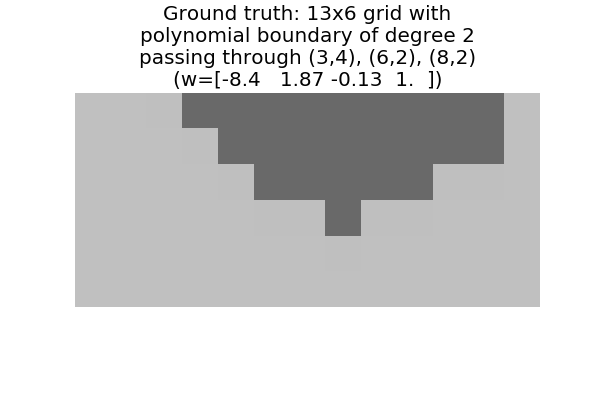 Ground truth: 13x6 grid with
polynomial boundary of degree 2
passing through (3,4), (6,2), (8,2)
(w=[-8.4   1.87 -0.13  1.  ])